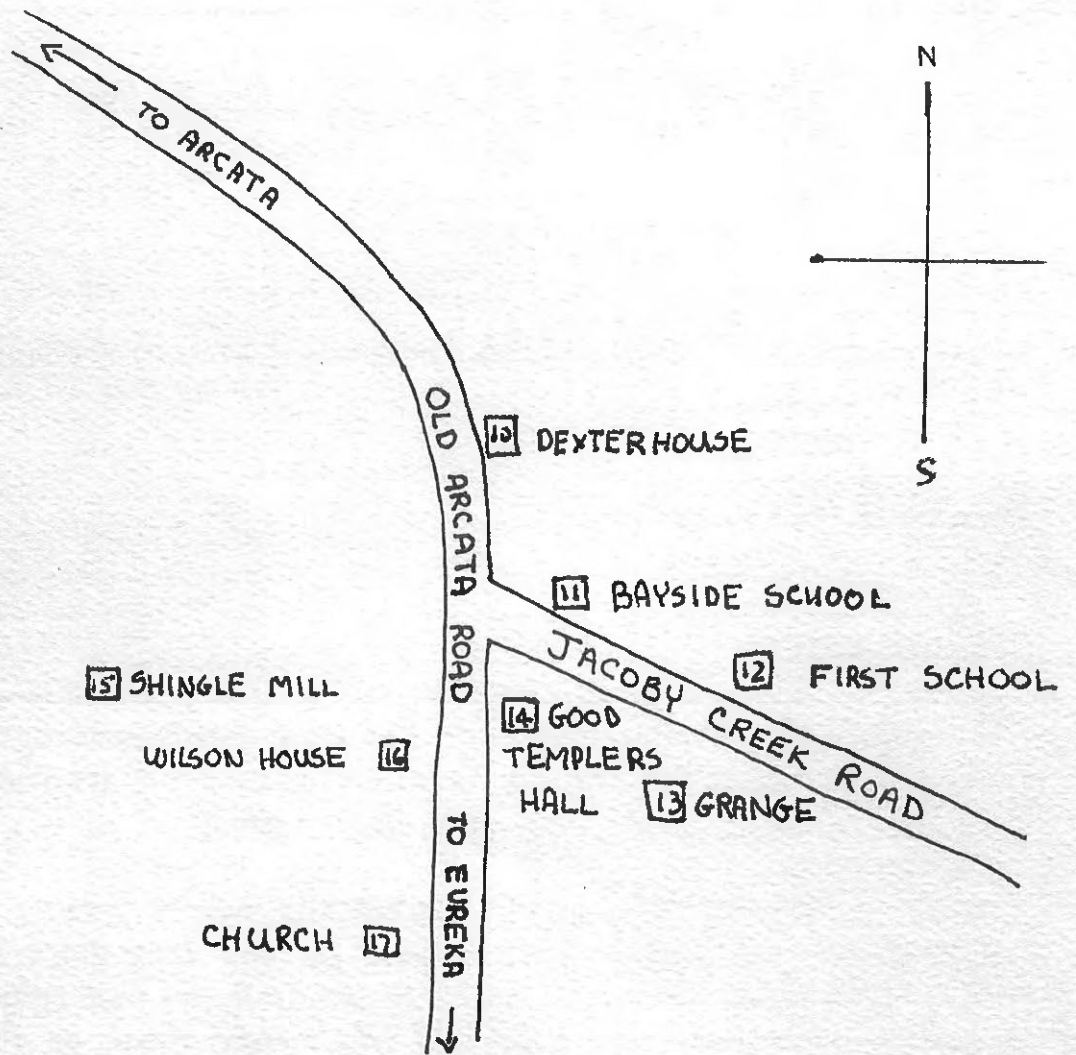 N
TO ARCATA
S
OLD ARCATA ROAD
10 DEXTER HOUSE
11 BAYSIDE SCHOOL
JACOBY CREEK ROAD
12 FIRST SCHOOL
15 SHINGLE MILL
14 GOOD
TEMPLERS
HALL
WILSON HOUSE 16
13 GRANGE
TO EUREKA
CHURCH 17